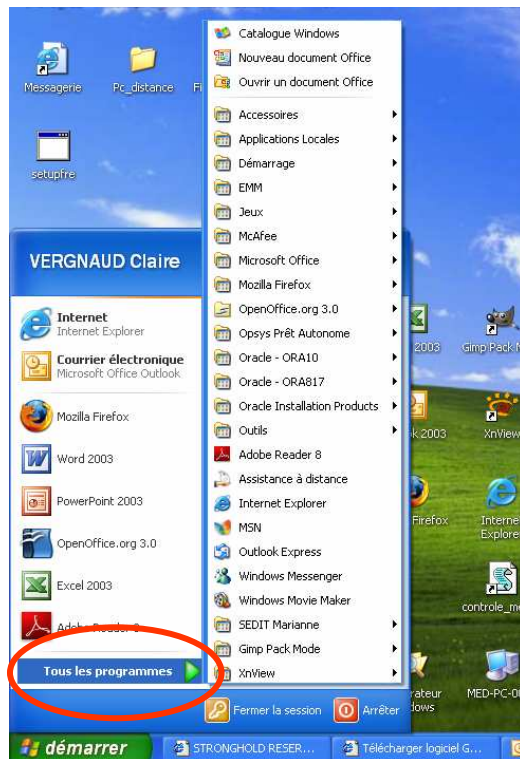 Messagerie
Pc_distance
Fi
setupfre
Catalogue Windows
Nouveau document Office
Ouvrir un document Office
Accessoires
Applications Locales
Démarrage
EMM
Jeux
McAfee
Microsoft Office
Mozilla Firefox
OpenOffice.org 3.0
Opsys Prêt Autonome
Oracle - ORA10
Oracle - ORA817
Oracle Installation Products
Outils
Adobe Reader 8
Assistance à distance
Internet Explorer
MSN
Outlook Express
Windows Messenger
Windows Movie Maker
SEDIT Marianne
Gimp Pack Mode
XnView
VERGNAUD Claire
Internet
Internet Explorer
Courrier électronique
Microsoft Office Outlook
Mozilla Firefox
Word 2003
PowerPoint 2003
OpenOffice.org 3.0
Excel 2003
Adobe Reader 8
Tous les programmes
Fermer la session
Arrêter
2003
Gimp Pack M
k 2003
XnView
Firefox
Interne
Explore
controle_me
rateur
dows
MED-PC-0
démarrer
STRONGHOLD RESER...
Télécharger logiciel G...